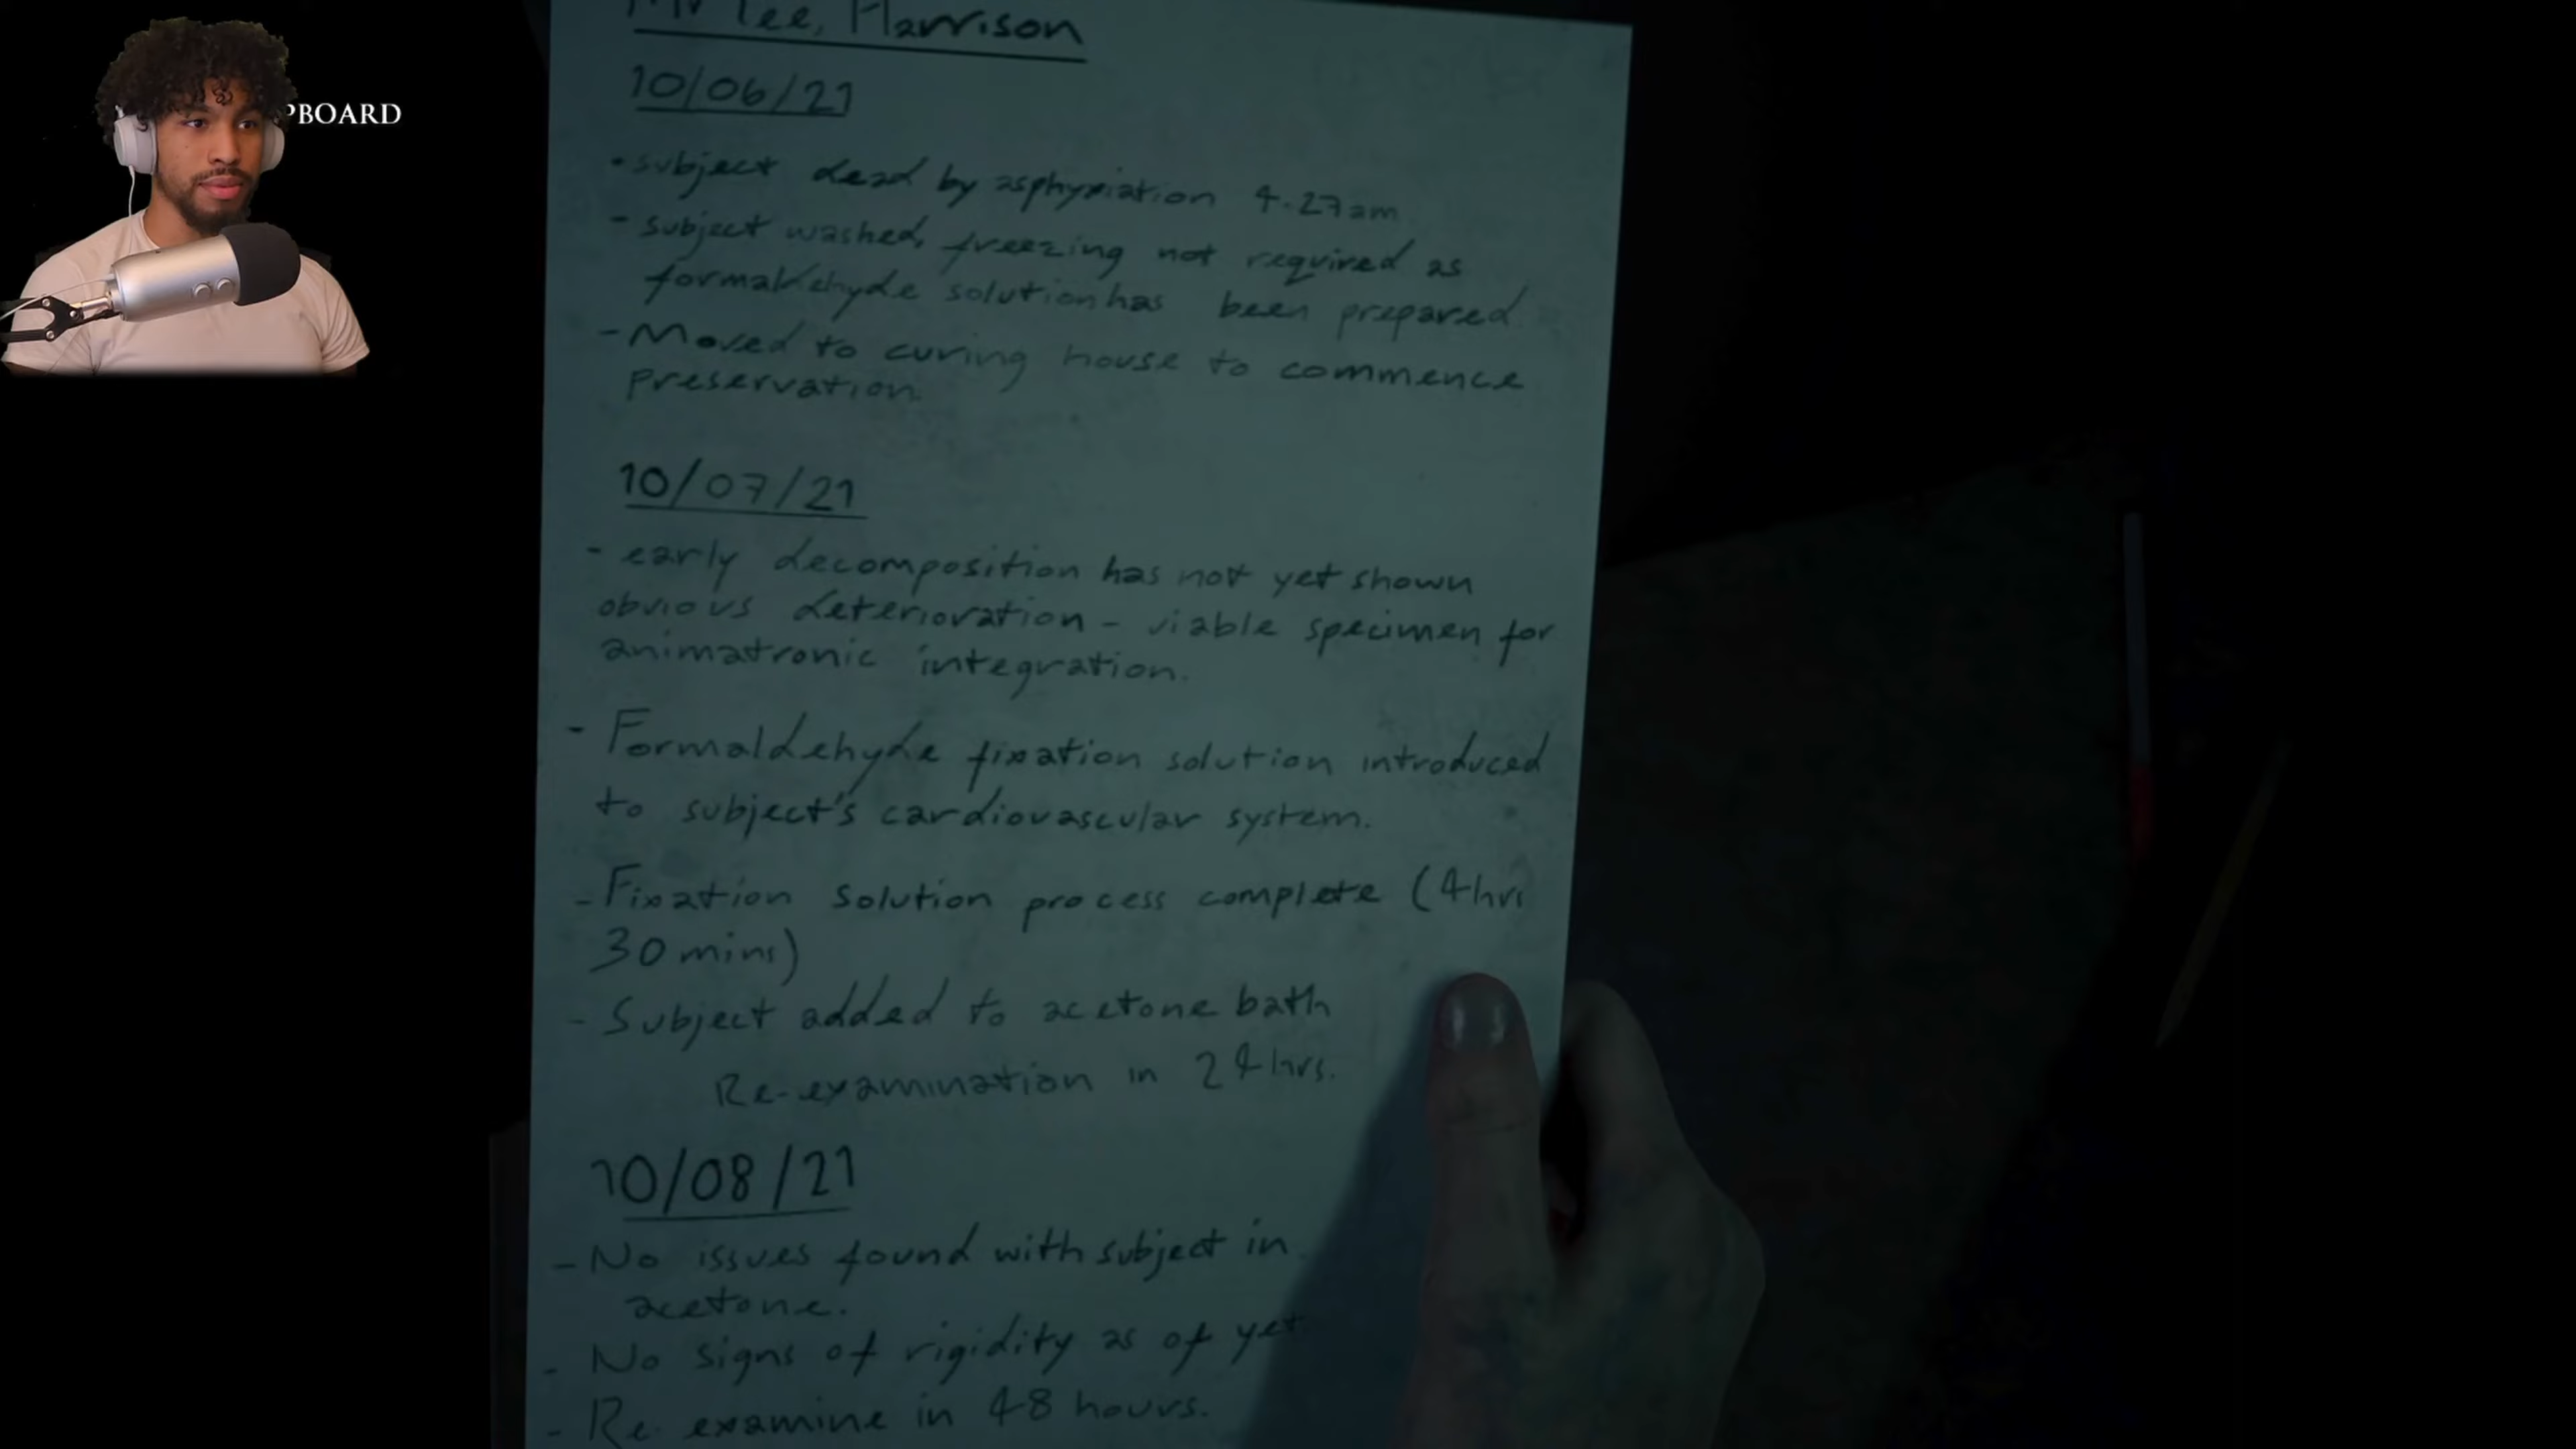 PBOARD
Mr Lee, Harrison
10/06/21
• subject dead by asphyxiation 4.27am
- subject washed, freezing not required as
formaldehyde solution has been prepared
- Moved to curing house to commence
preservation.
10/07/21
- early decomposition has not yet shown
obvious deterioration - viable specimen for
animatronic integration.
- Formaldehyde fixation solution introduced
to subject's cardiovascular system.
- Fixation solution process complete (4hrs
30 mins)
- Subject added to acetone bath
Re-examination in 24hrs.
10/08/21
- No issues found with subject in
acetone.
- No signs of rigidity as of yet
- Re examine in 48 hours.